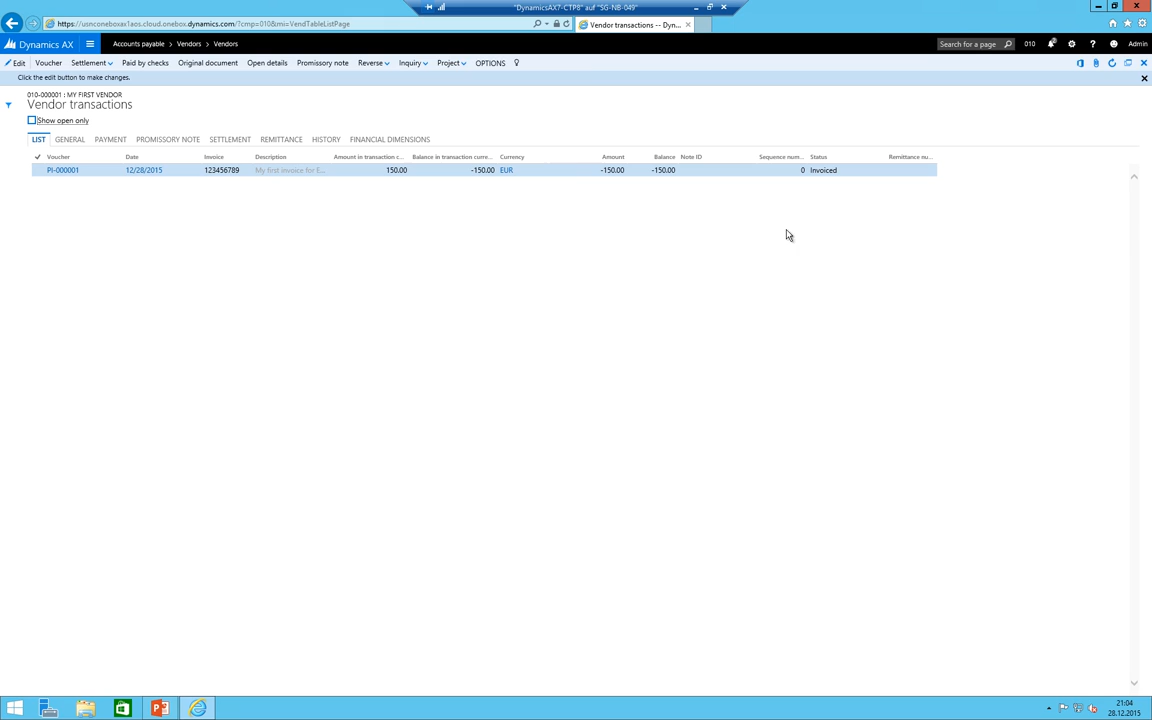 "DynamicsAX7-CTP8" auf "SG-NB-049"
https://usnconeboxax1aos.cloud.onebox.dynamics.com/?cmp=010&mi=VendTableListPage
Vendor transactions -- Dyn...
Dynamics AX
Accounts payable > Vendors > Vendors
Search for a page
010
?
Admin
Edit Voucher Settlement Paid by checks Original document Open details Promissory note Reverse Inquiry Project OPTIONS
Click the edit button to make changes.
010-000001 : MY FIRST VENDOR
Vendor transactions
Show open only
LIST GENERAL PAYMENT PROMISSORY NOTE SETTLEMENT REMITTANCE HISTORY FINANCIAL DIMENSIONS
Voucher Date Invoice Description Amount in transaction c... Balance in transaction curre... Currency Amount Balance Note ID Sequence num... Status Remittance nu...
PI-000001 12/28/2015 123456789 My first invoice for E... 150.00 -150.00 EUR -150.00 -150.00 0 Invoiced
21:04
28.12.2015